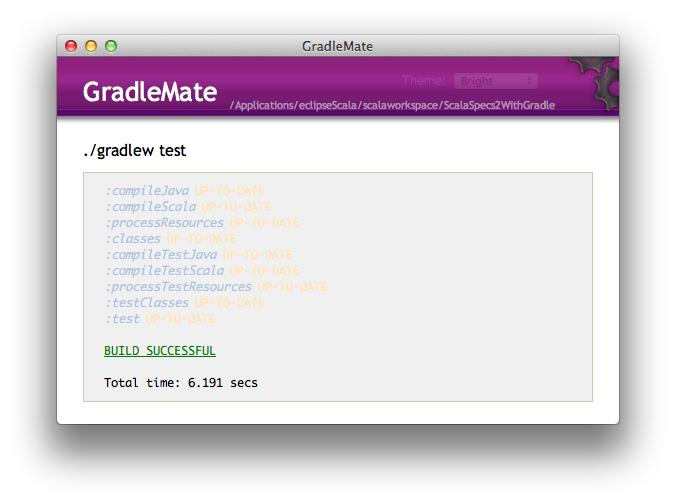 GradleMate
Theme: Bright
GradleMate
/Applications/eclipseScala/scalaworkspace/ScalaSpecs2WithGradle
./gradlew test
:compileJava UP-TO-DATE
:compileScala UP-TO-DATE
:processResources UP-TO-DATE
:classes UP-TO-DATE
:compileTestJava UP-TO-DATE
:compileTestScala UP-TO-DATE
:processTestResources UP-TO-DATE
:testClasses UP-TO-DATE
:test UP-TO-DATE
BUILD SUCCESSFUL
Total time: 6.191 secs